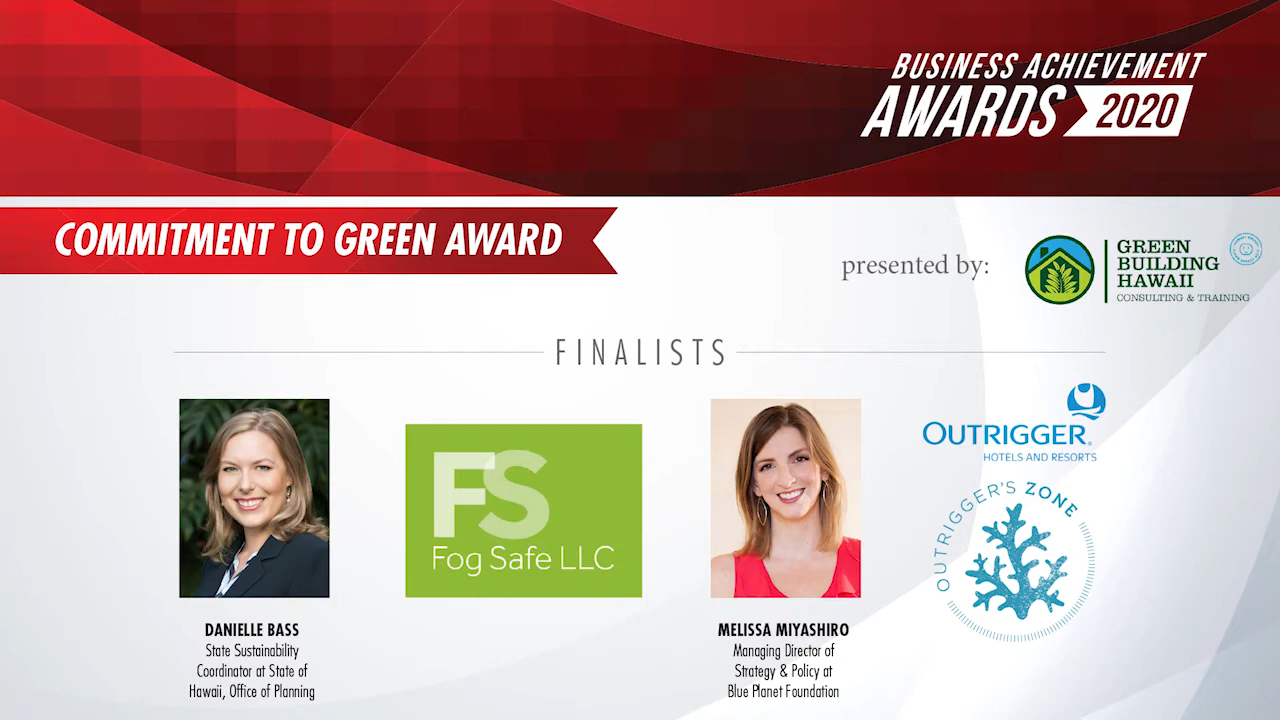 BUSINESS ACHIEVEMENT
AWARDS 2020
COMMITMENT TO GREEN AWARD
presented by:
GREEN
BUILDING
HAWAII
CONSULTING & TRAINING
FINALISTS
FS
Fog Safe LLC
OUTRIGGER®
HOTELS AND RESORTS
OUTRIGGER'S ZONE
DANIELLE BASS
State Sustainability
Coordinator at State of
Hawaii, Office of Planning
MELISSA MIYASHIRO
Managing Director of
Strategy & Policy at
Blue Planet Foundation